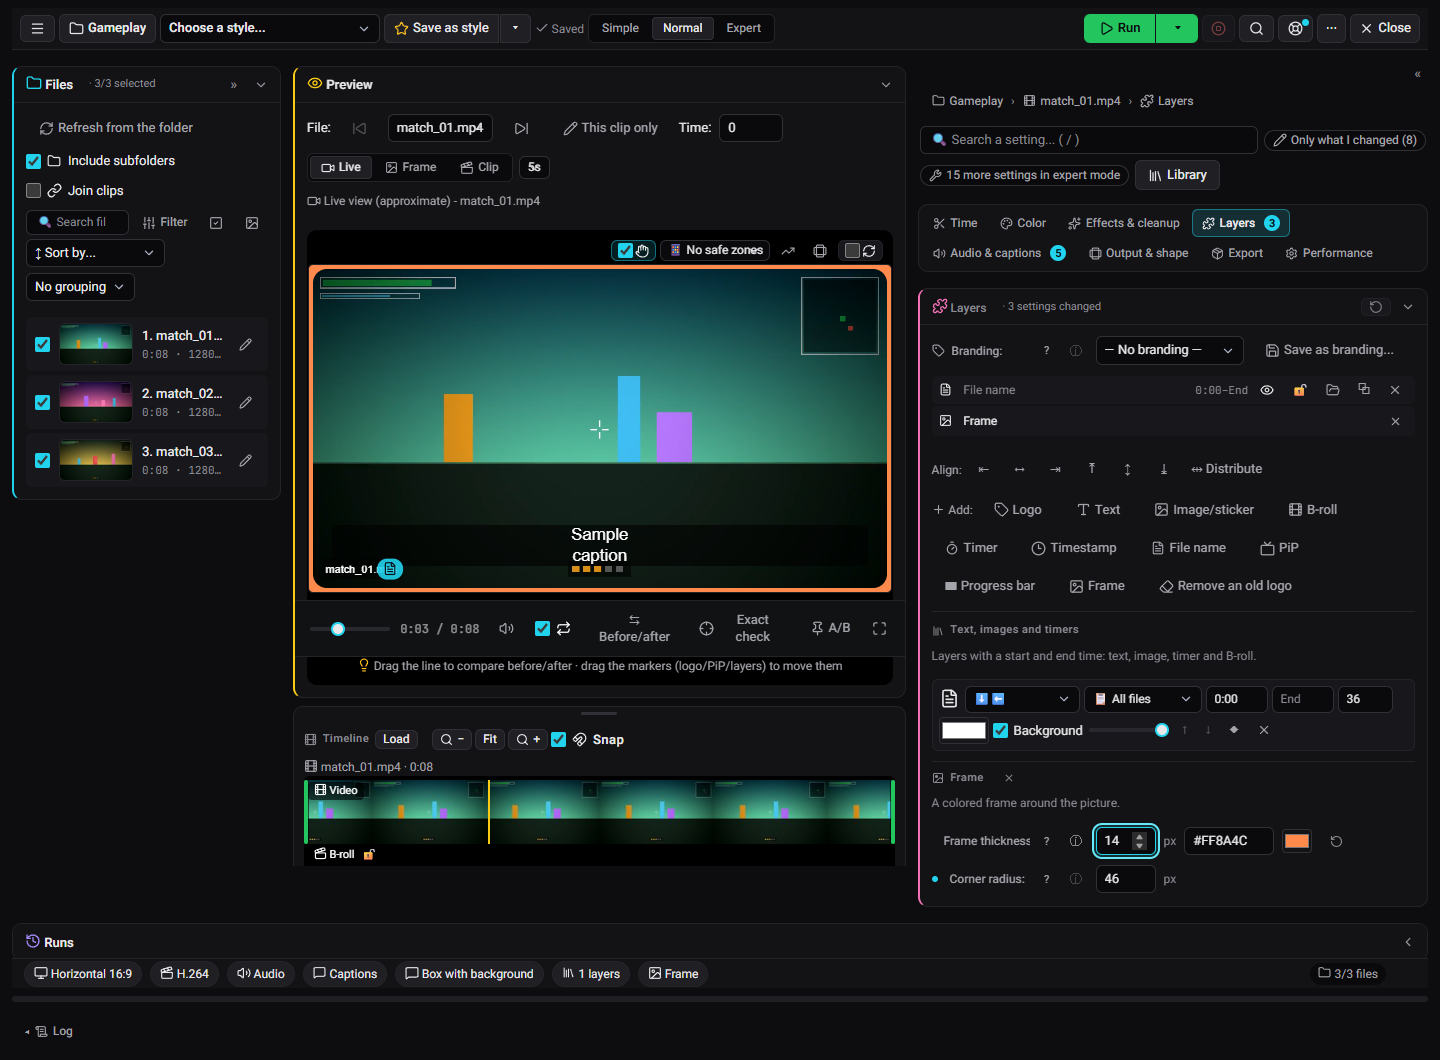 Gameplay
Choose a style...
Save as style
Saved
Simple
Normal
Expert
Run
Close
Files
· 3/3 selected
Refresh from the folder
Include subfolders
Join clips
Search fil
Filter
Sort by...
No grouping
1. match_01...
0:08 · 1280...
2. match_02...
0:08 · 1280...
3. match_03...
0:08 · 1280...
Preview
File:
match_01.mp4
This clip only
Time:
0
Live
Frame
Clip
5s
Live view (approximate) - match_01.mp4
No safe zones
Sample
caption
match_01.
0:03 / 0:08
Before/after
Exact
check
A/B
Drag the line to compare before/after · drag the markers (logo/PiP/layers) to move them
Timeline
Load
Fit
Snap
match_01.mp4 · 0:08
Video
B-roll
Gameplay › match_01.mp4 › Layers
Search a setting... ( / )
Only what I changed (8)
15 more settings in expert mode
Library
Time
Color
Effects & cleanup
Layers 3
Audio & captions 5
Output & shape
Export
Performance
Layers
· 3 settings changed
Branding:
?
— No branding —
Save as branding...
File name
0:00–End
Frame
Align:
Distribute
+ Add:
Logo
Text
Image/sticker
B-roll
Timer
Timestamp
File name
PiP
Progress bar
Frame
Remove an old logo
Text, images and timers
Layers with a start and end time: text, image, timer and B-roll.
All files
0:00
End
36
Background
Frame
A colored frame around the picture.
Frame thickness
?
14
px
#FF8A4C
Corner radius:
?
46
px
Runs
Horizontal 16:9
H.264
Audio
Captions
Box with background
1 layers
Frame
3/3 files
Log